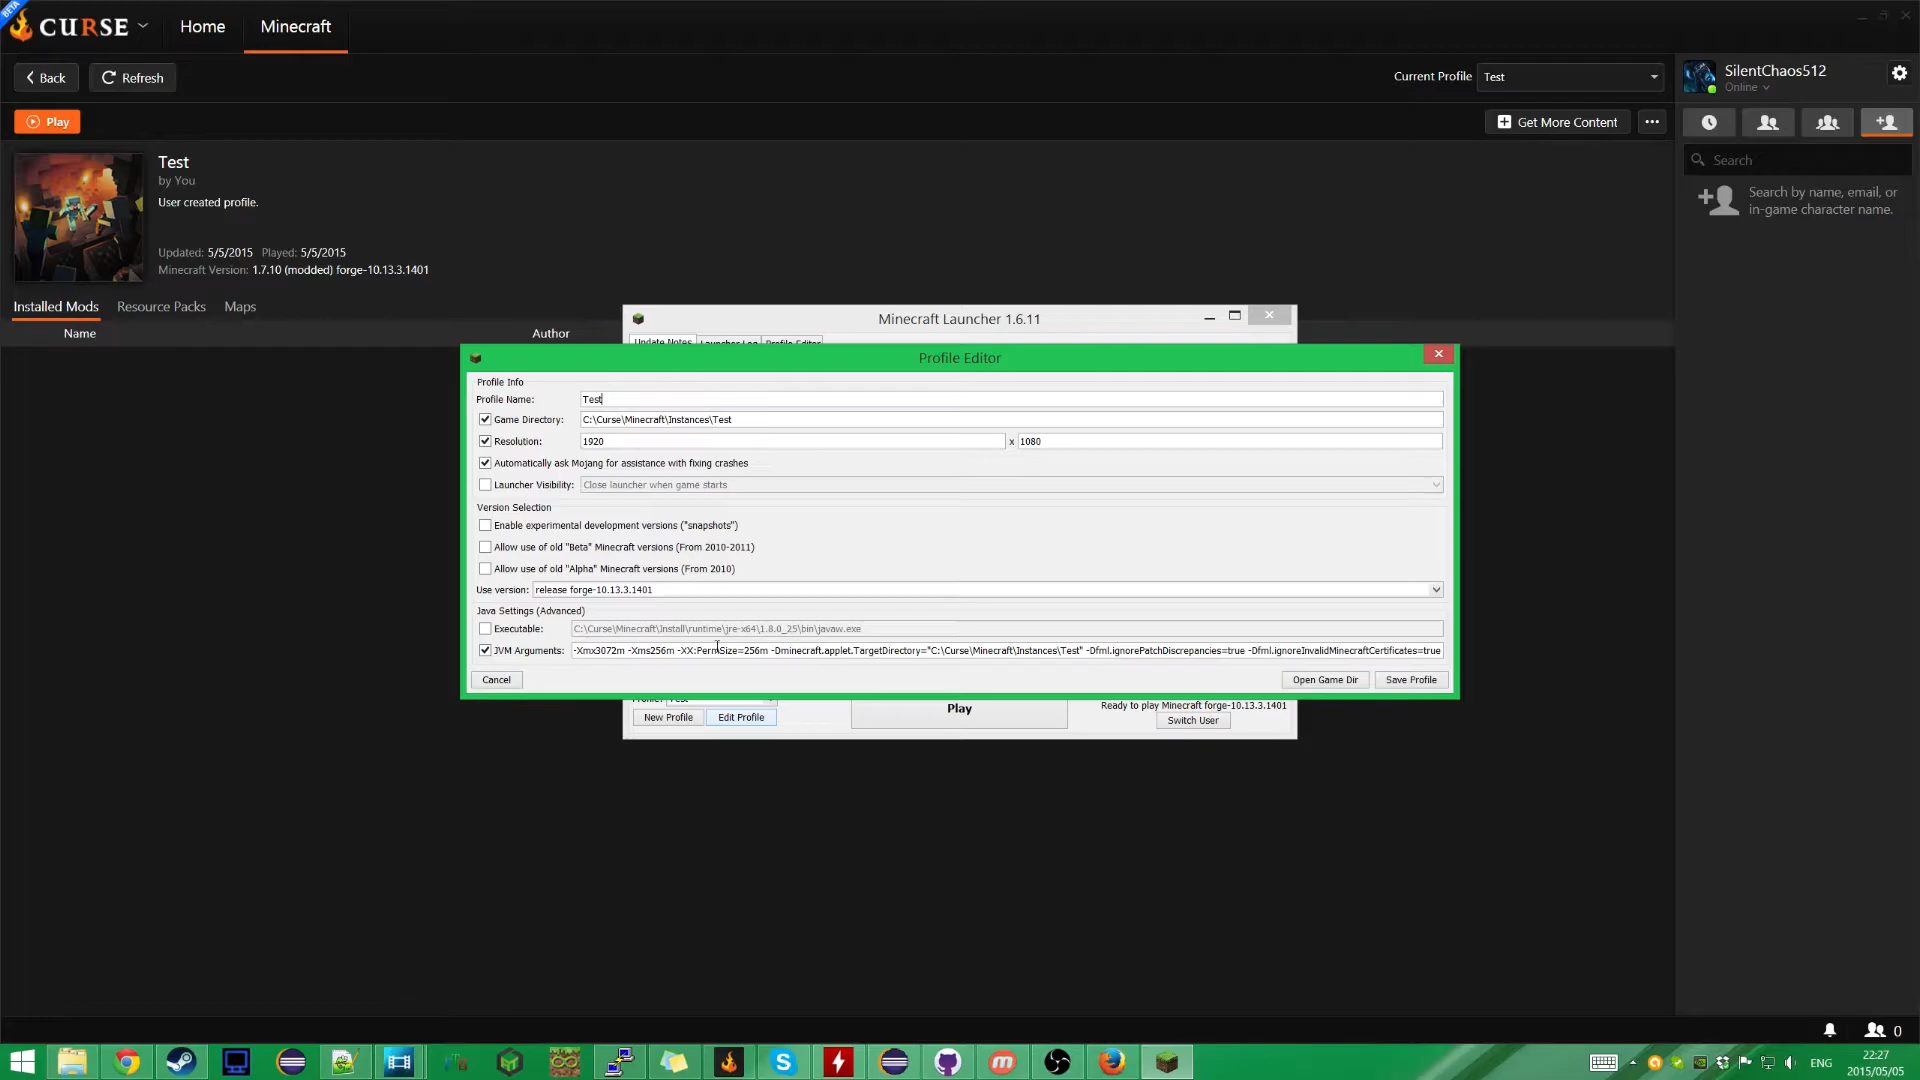 BETA
CURSE
Home
Minecraft
Back
Refresh
Current Profile
Test
SilentChaos512
Online
Play
Get More Content
Search
Test
by You
User created profile.
Search by name, email, or
in-game character name.
Updated: 5/5/2015 Played: 5/5/2015
Minecraft Version: 1.7.10 (modded) forge-10.13.3.1401
Installed Mods
Resource Packs
Maps
Name
Author
Minecraft Launcher 1.6.11
Update Notes
Launcher Log
Profile Editor
Profile Editor
Profile Info
Profile Name:
Test
Game Directory:
C:\Curse\Minecraft\Instances\Test
Resolution:
1920
x
1080
Automatically ask Mojang for assistance with fixing crashes
Launcher Visibility:
Close launcher when game starts
Version Selection
Enable experimental development versions ("snapshots")
Allow use of old "Beta" Minecraft versions (From 2010-2011)
Allow use of old "Alpha" Minecraft versions (From 2010)
Use version:
release forge-10.13.3.1401
Java Settings (Advanced)
Executable:
C:\Curse\Minecraft\Install\runtime\jre-x64\1.8.0_25\bin\javaw.exe
JVM Arguments:
-Xmx3072m -Xms256m -XX:PermSize=256m -Dminecraft.applet.TargetDirectory="C:\Curse\Minecraft\Instances\Test" -Dfml.ignorePatchDiscrepancies=true -Dfml.ignoreInvalidMinecraftCertificates=true
Cancel
Open Game Dir
Save Profile
Profile:
Test
Play
Ready to play Minecraft forge-10.13.3.1401
New Profile
Edit Profile
Switch User
0
ENG
22:27
2015/05/05